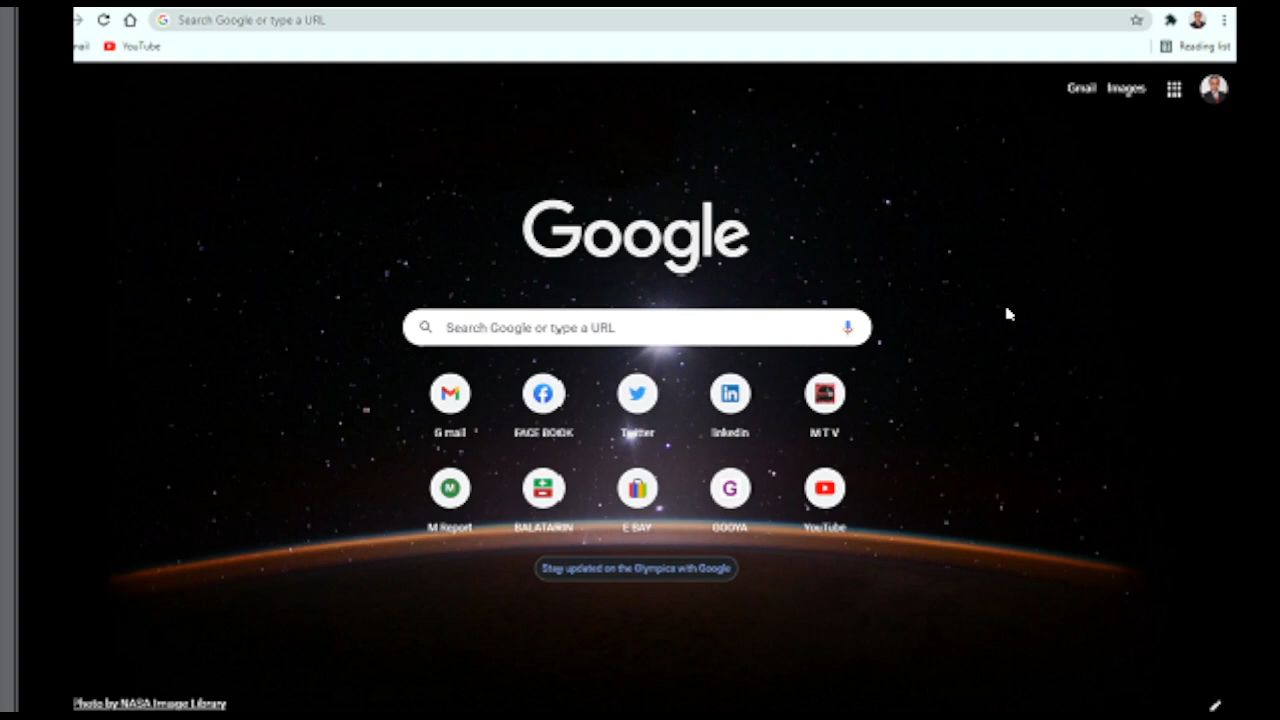 Search Google or type a URL
mail YouTube Reading list
Gmail Images
Google
Search Google or type a URL
G mail FACE BOOK Twitter linkedin M T V
M Report BALATARIN E BAY GOOYA YouTube
Stay updated on the Olympics with Google
Photo by NASA Image Library